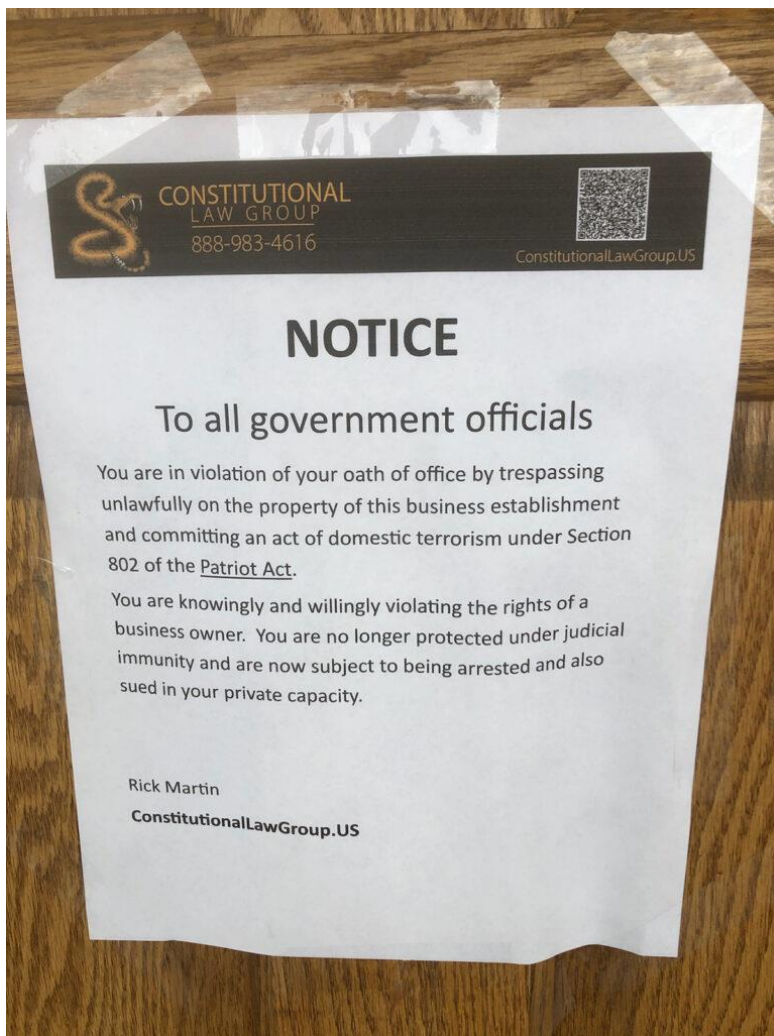 CONSTITUTIONAL
LAW GROUP
888-983-4616
ConstitutionalLawGroup.US
NOTICE
To all government officials
You are in violation of your oath of office by trespassing
unlawfully on the property of this business establishment
and committing an act of domestic terrorism under Section
802 of the Patriot Act.
You are knowingly and willingly violating the rights of a
business owner. You are no longer protected under judicial
immunity and are now subject to being arrested and also
sued in your private capacity.
Rick Martin
ConstitutionalLawGroup.US